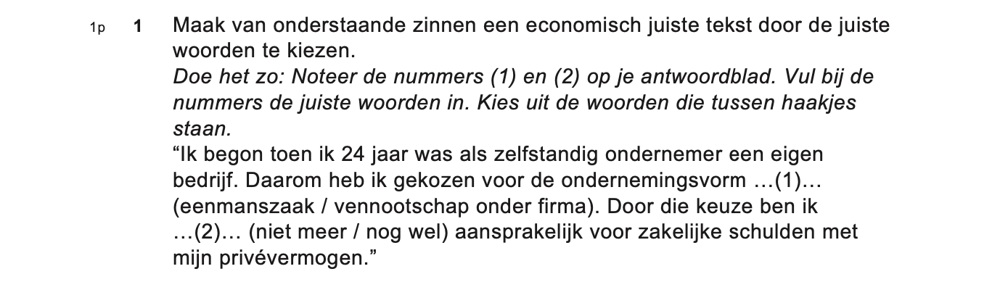 1p 1 Maak van onderstaande zinnen een economisch juiste tekst door de juiste
woorden te kiezen.
Doe het zo: Noteer de nummers (1) en (2) op je antwoordblad. Vul bij de
nummers de juiste woorden in. Kies uit de woorden die tussen haakjes
staan.
“Ik begon toen ik 24 jaar was als zelfstandig ondernemer een eigen
bedrijf. Daarom heb ik gekozen voor de ondernemingsvorm …(1)…
(eenmanszaak / vennootschap onder firma). Door die keuze ben ik
…(2)… (niet meer / nog wel) aansprakelijk voor zakelijke schulden met
mijn privévermogen.”